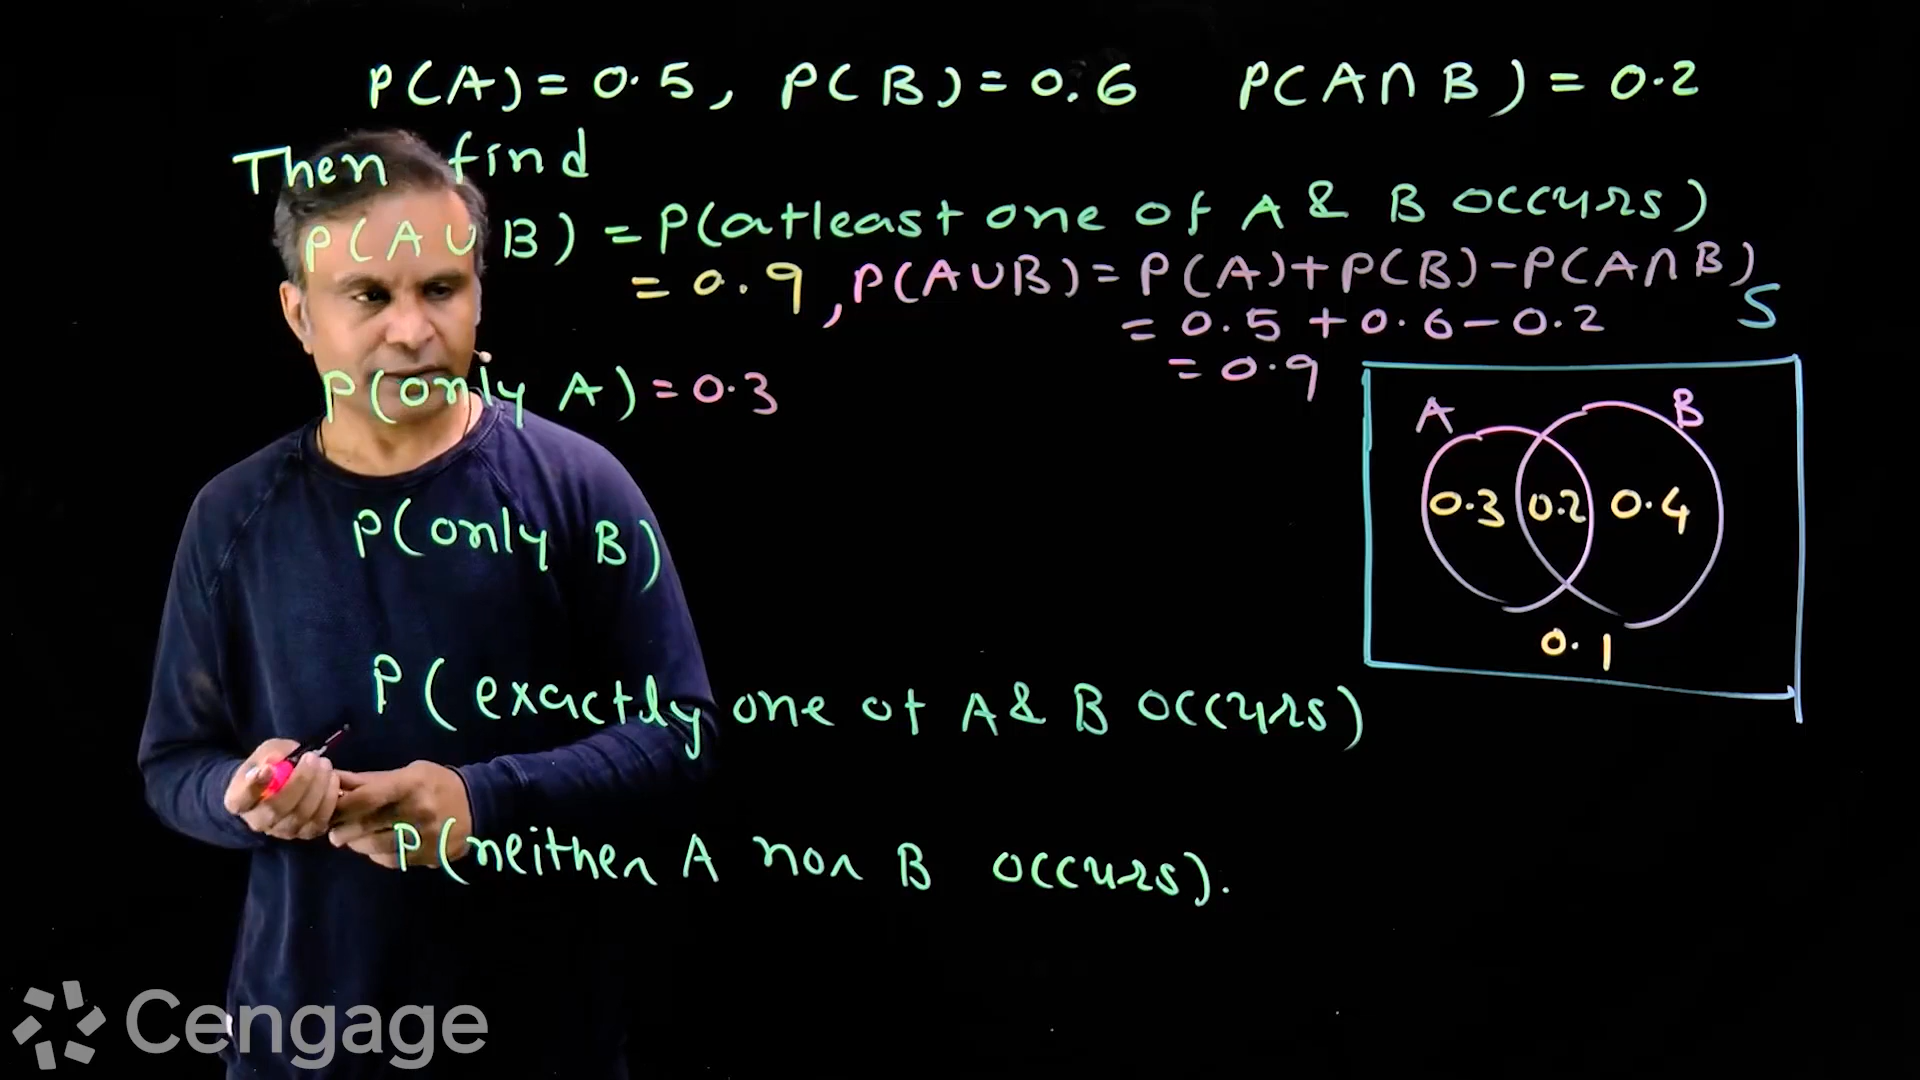 P(A) = 0.5, P(B) = 0.6 P(A∩B) = 0.2
Then find
P(A∪B) = P(atleast one of A & B occurs)
= 0.9, P(A∪B) = P(A)+P(B)-P(A∩B)
= 0.5 + 0.6 - 0.2
S
= 0.9
P(only A) = 0.3
A B
0.3 0.2 0.4
0.1
P(only B)
P(exactly one of A & B occurs)
P(neither A nor B occurs).
Cengage